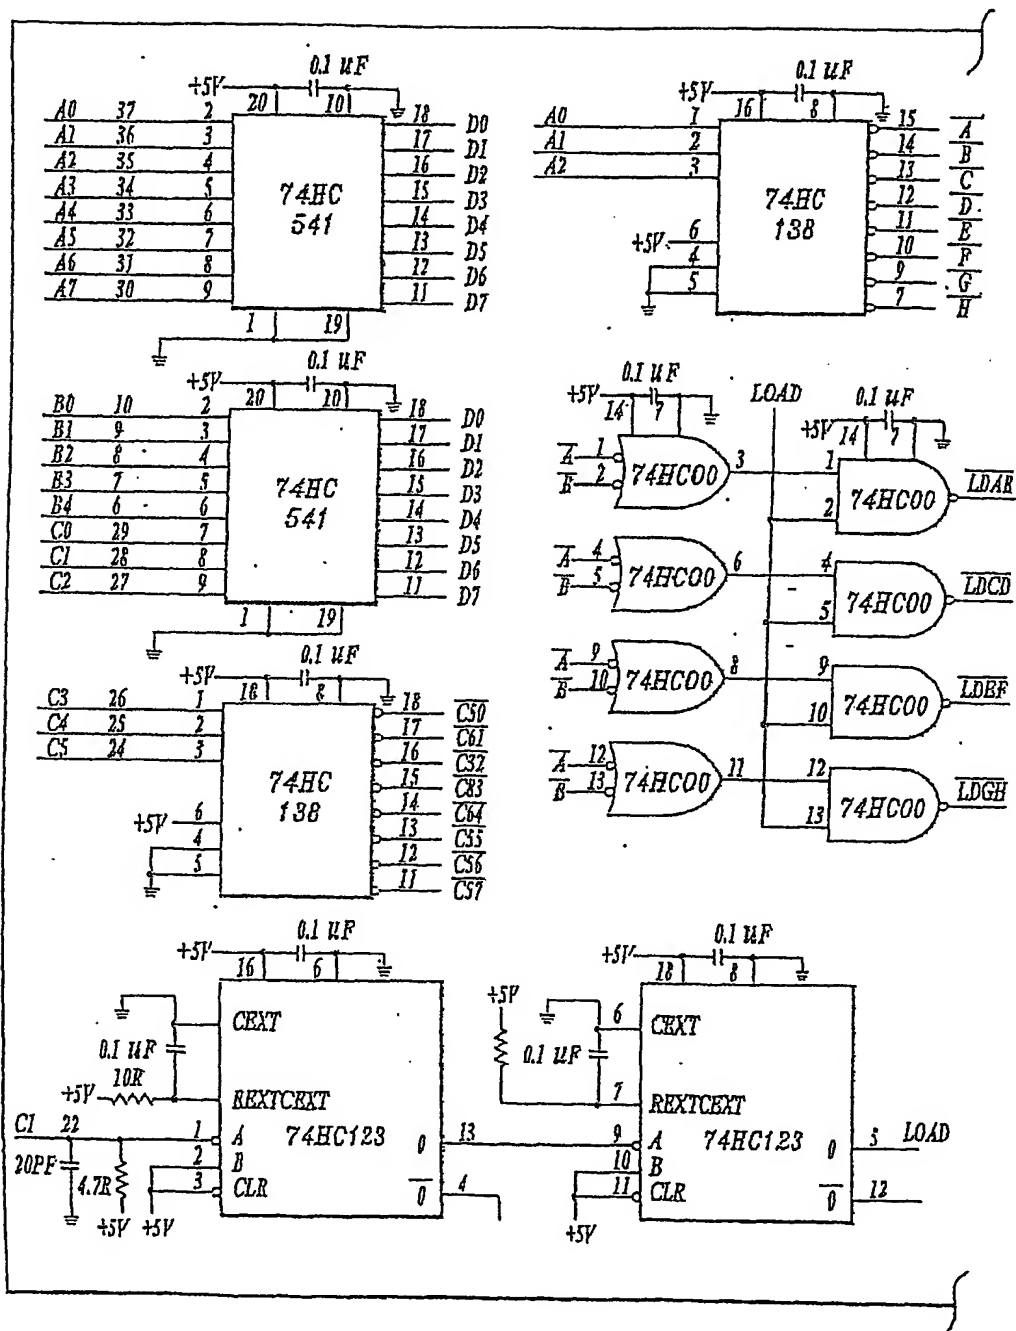 0.1 uF
+5V
20 10
A0 37 2 18 D0
A1 36 3 17 D1
A2 35 4 16 D2
A3 34 5 15 D3
A4 33 6 14 D4
A5 32 7 13 D5
A6 31 8 12 D6
A7 30 9 11 D7
74HC
541
1 19
0.1 uF
+5V
20 10
B0 10 2 18 D0
B1 9 3 17 D1
B2 8 4 16 D2
B3 7 5 15 D3
B4 6 6 14 D4
C0 29 7 13 D5
C1 28 8 12 D6
C2 27 9 11 D7
74HC
541
1 19
0.1 uF
+5V
18 8
C3 26 1 18 C50
C4 25 2 17 C61
C5 24 3 16 C32
15 C83
14 C64
13 C55
12 C56
11 C57
74HC
138
+5V 6
4
5
0.1 uF
+5V
16 8
A0 1 15 A
A1 2 14 B
A2 3 13 C
12 D
11 E
10 F
9 G
7 H
74HC
138
+5V 6
4
5
0.1 uF
+5V
14 7
LOAD
0.1 uF
+5V
14 7
A 1
B 2
74HC00
3 1
2
74HC00
LDAB
A 4
B 5
74HC00
6 4
5
74HC00
LDCD
A 9
B 10
74HC00
8 9
10
74HC00
LDEF
A 12
B 13
74HC00
11 12
13
74HC00
LDGH
0.1 uF
+5V
16 6
CEXT
0.1 uF
10R
+5V
REXTCEXT
74HC123
C1 22 1 A
2 B
3 CLR
20PF
4.7R
+5V +5V
0 13
0 4
0.1 uF
+5V
18 8
+5V
6 CEXT
0.1 uF
7 REXTCEXT
74HC123
9 A
10 B
11 CLR
+5V
0 5 LOAD
0 12